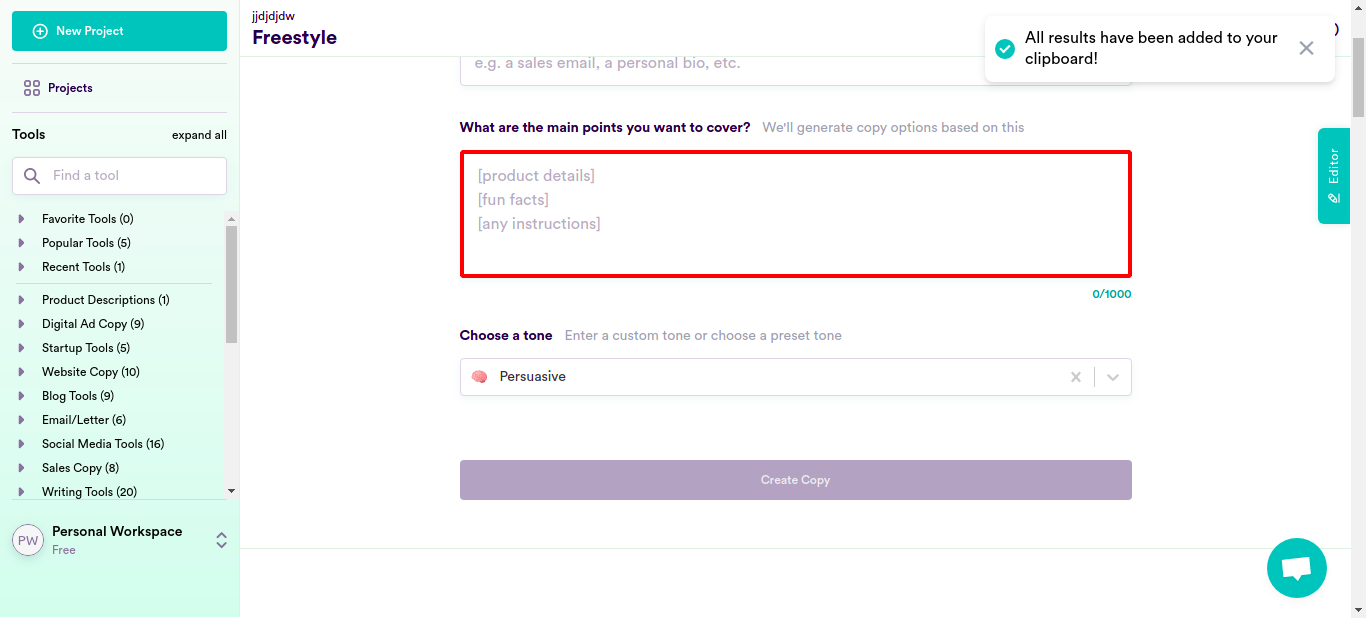 New Project
Projects
Tools
expand all
Find a tool
Favorite Tools (0)
Popular Tools (5)
Recent Tools (1)
Product Descriptions (1)
Digital Ad Copy (9)
Startup Tools (5)
Website Copy (10)
Blog Tools (9)
Email/Letter (6)
Social Media Tools (16)
Sales Copy (8)
Writing Tools (20)
PW
Personal Workspace
Free
jjdjdjdw
Freestyle
All results have been added to your
clipboard!
e.g. a sales email, a personal bio, etc.
What are the main points you want to cover? We'll generate copy options based on this
[product details]
[fun facts]
[any instructions]
0/1000
Choose a tone Enter a custom tone or choose a preset tone
Persuasive
Create Copy
Editor